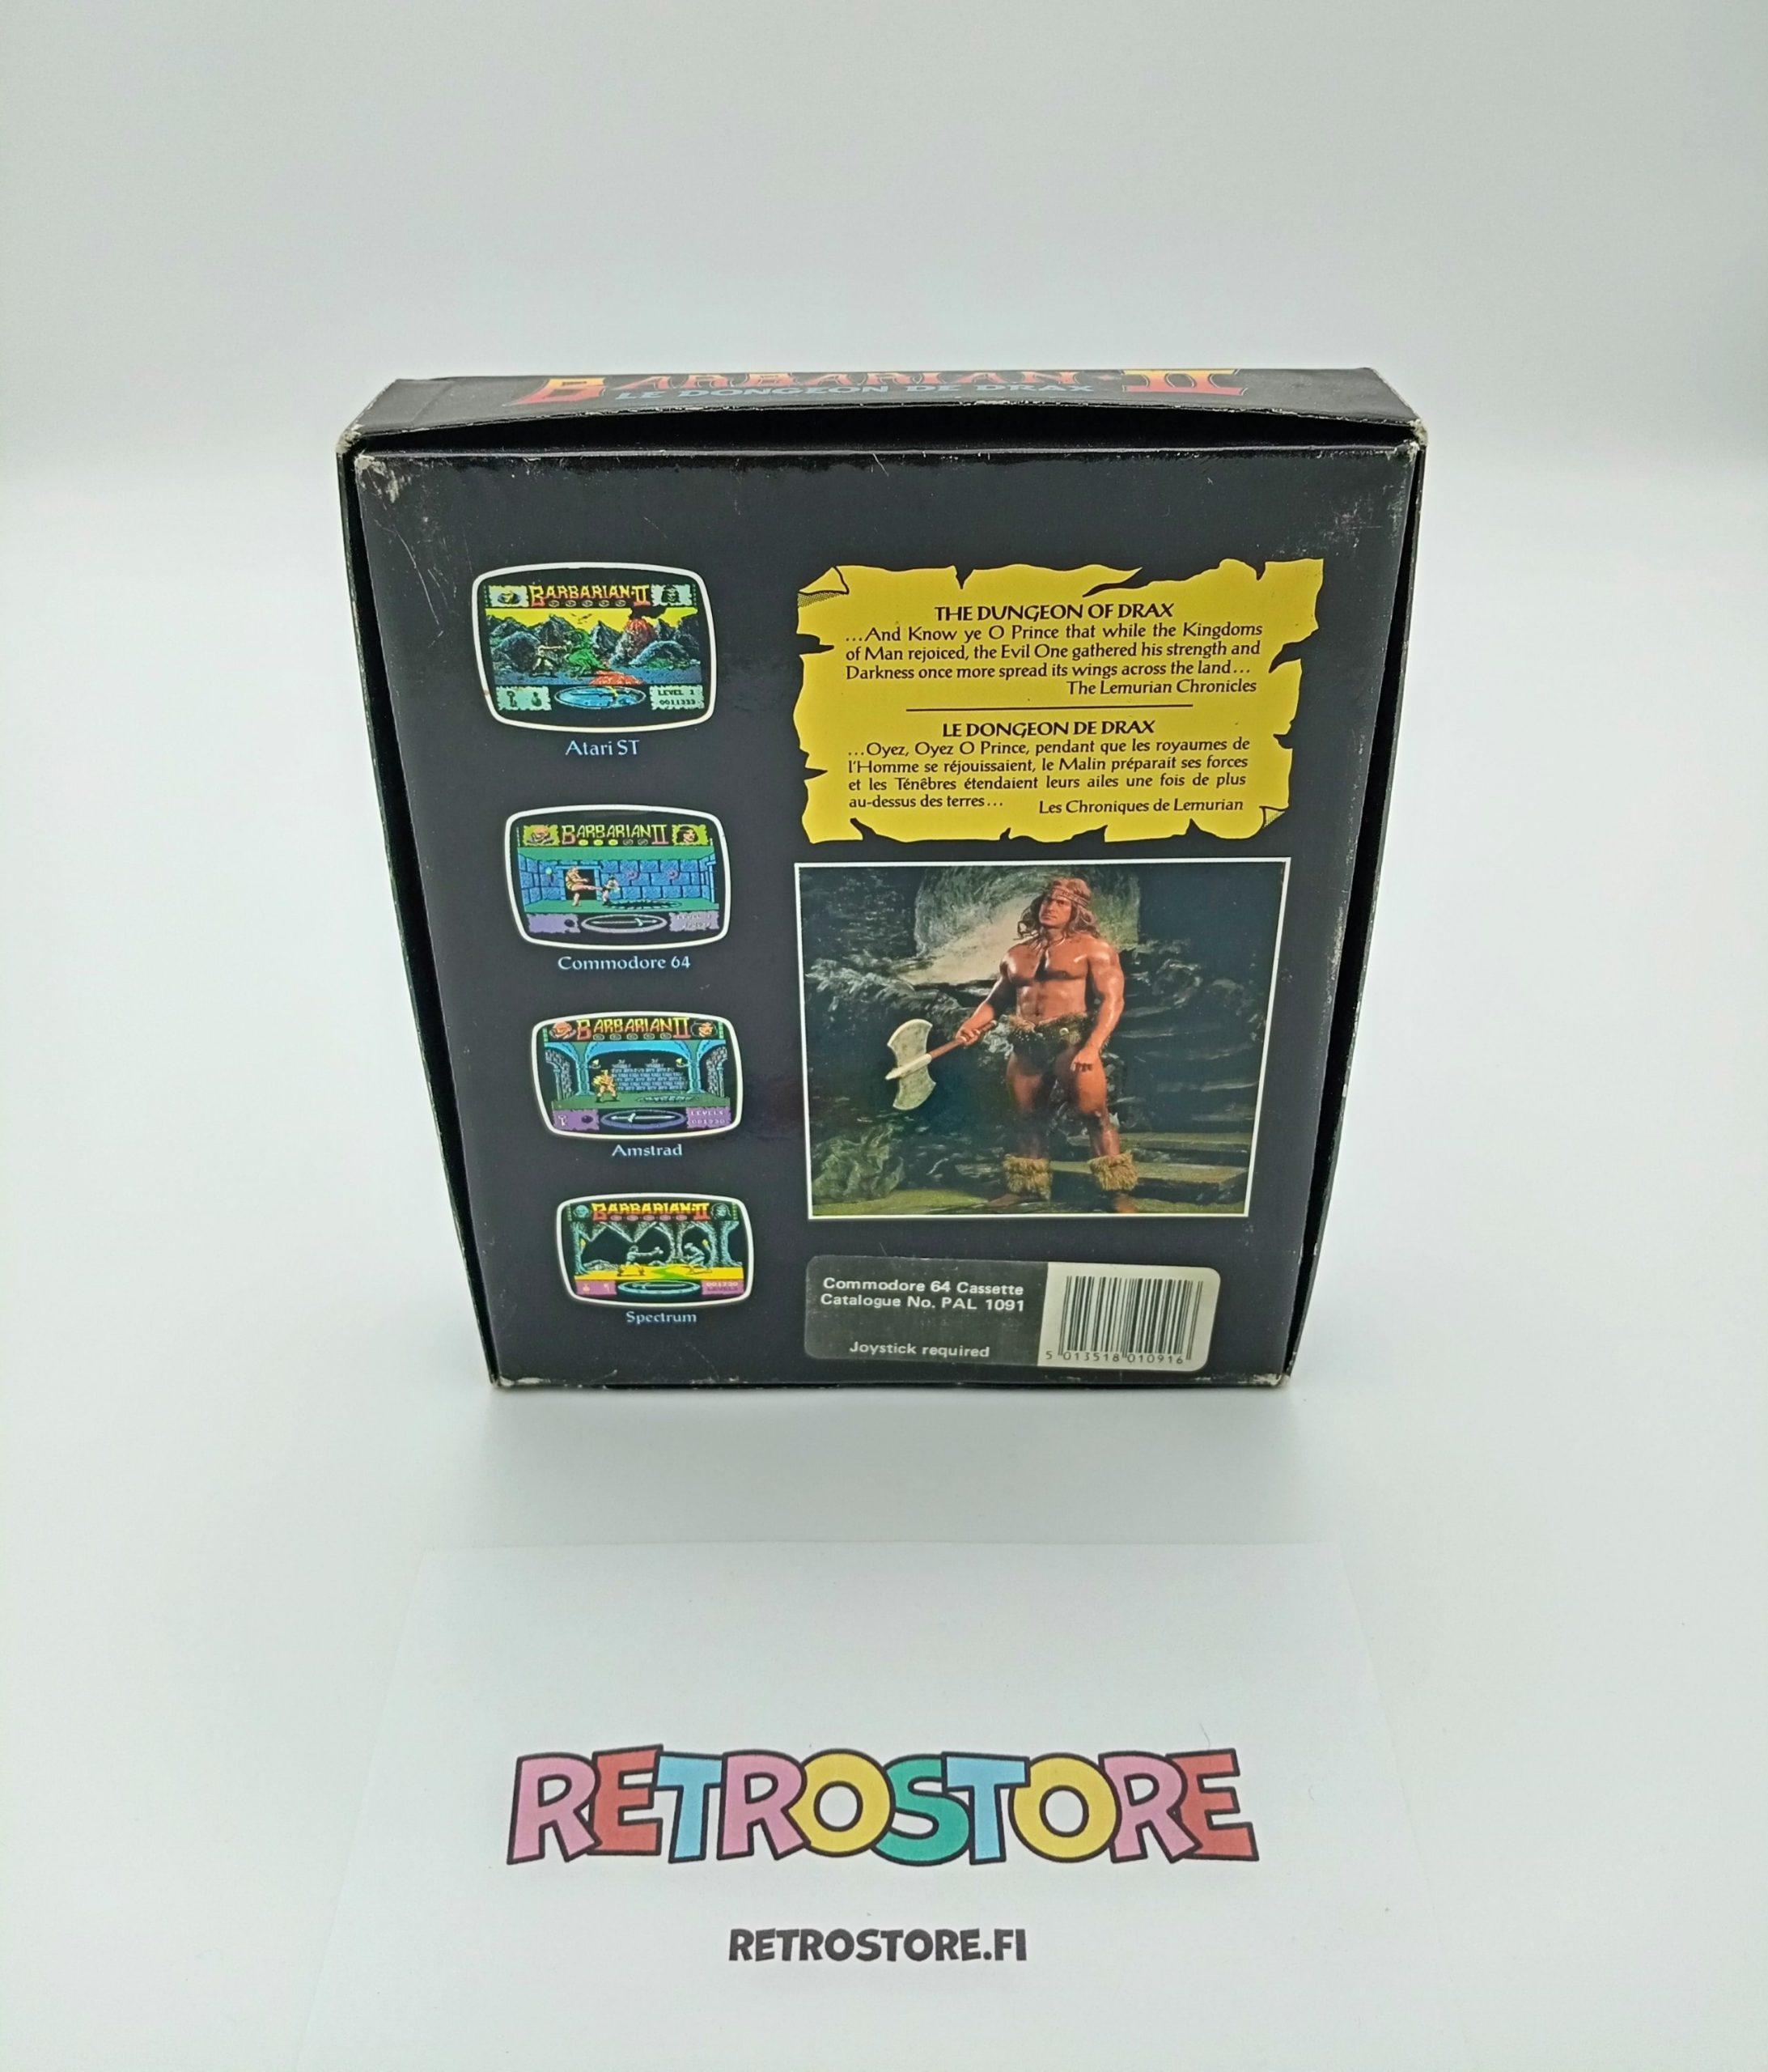 BARBARIAN·II
LE DONGEON DE DRAX
BARBARIAN·II
LEVEL 1
0011333
Atari ST
BARBARIAN II
Commodore 64
BARBARIAN II
Amstrad
BARBARIAN·II
Spectrum
THE DUNGEON OF DRAX
...And Know ye O Prince that while the Kingdoms
of Man rejoiced, the Evil One gathered his strength and
Darkness once more spread its wings across the land...
The Lemurian Chronicles
LE DONGEON DE DRAX
...Oyez, Oyez O Prince, pendant que les royaumes de
l'Homme se réjouissaient, le Malin préparait ses forces
et les Ténêbres étendaient leurs ailes une fois de plus
au-dessus des terres... Les Chroniques de Lemurian
Commodore 64 Cassette
Catalogue No. PAL 1091
Joystick required
5 013518 010916
RETROSTORE
RETROSTORE.FI